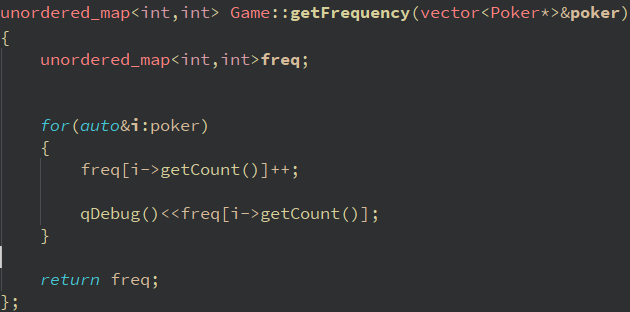 unordered_map<int,int> Game::getFrequency(vector<Poker*>&poker)
{
    unordered_map<int,int>freq;
    for(auto&i:poker)
    {
        freq[i->getCount()]++;
        qDebug()<<freq[i->getCount()];
    }
    return freq;
};